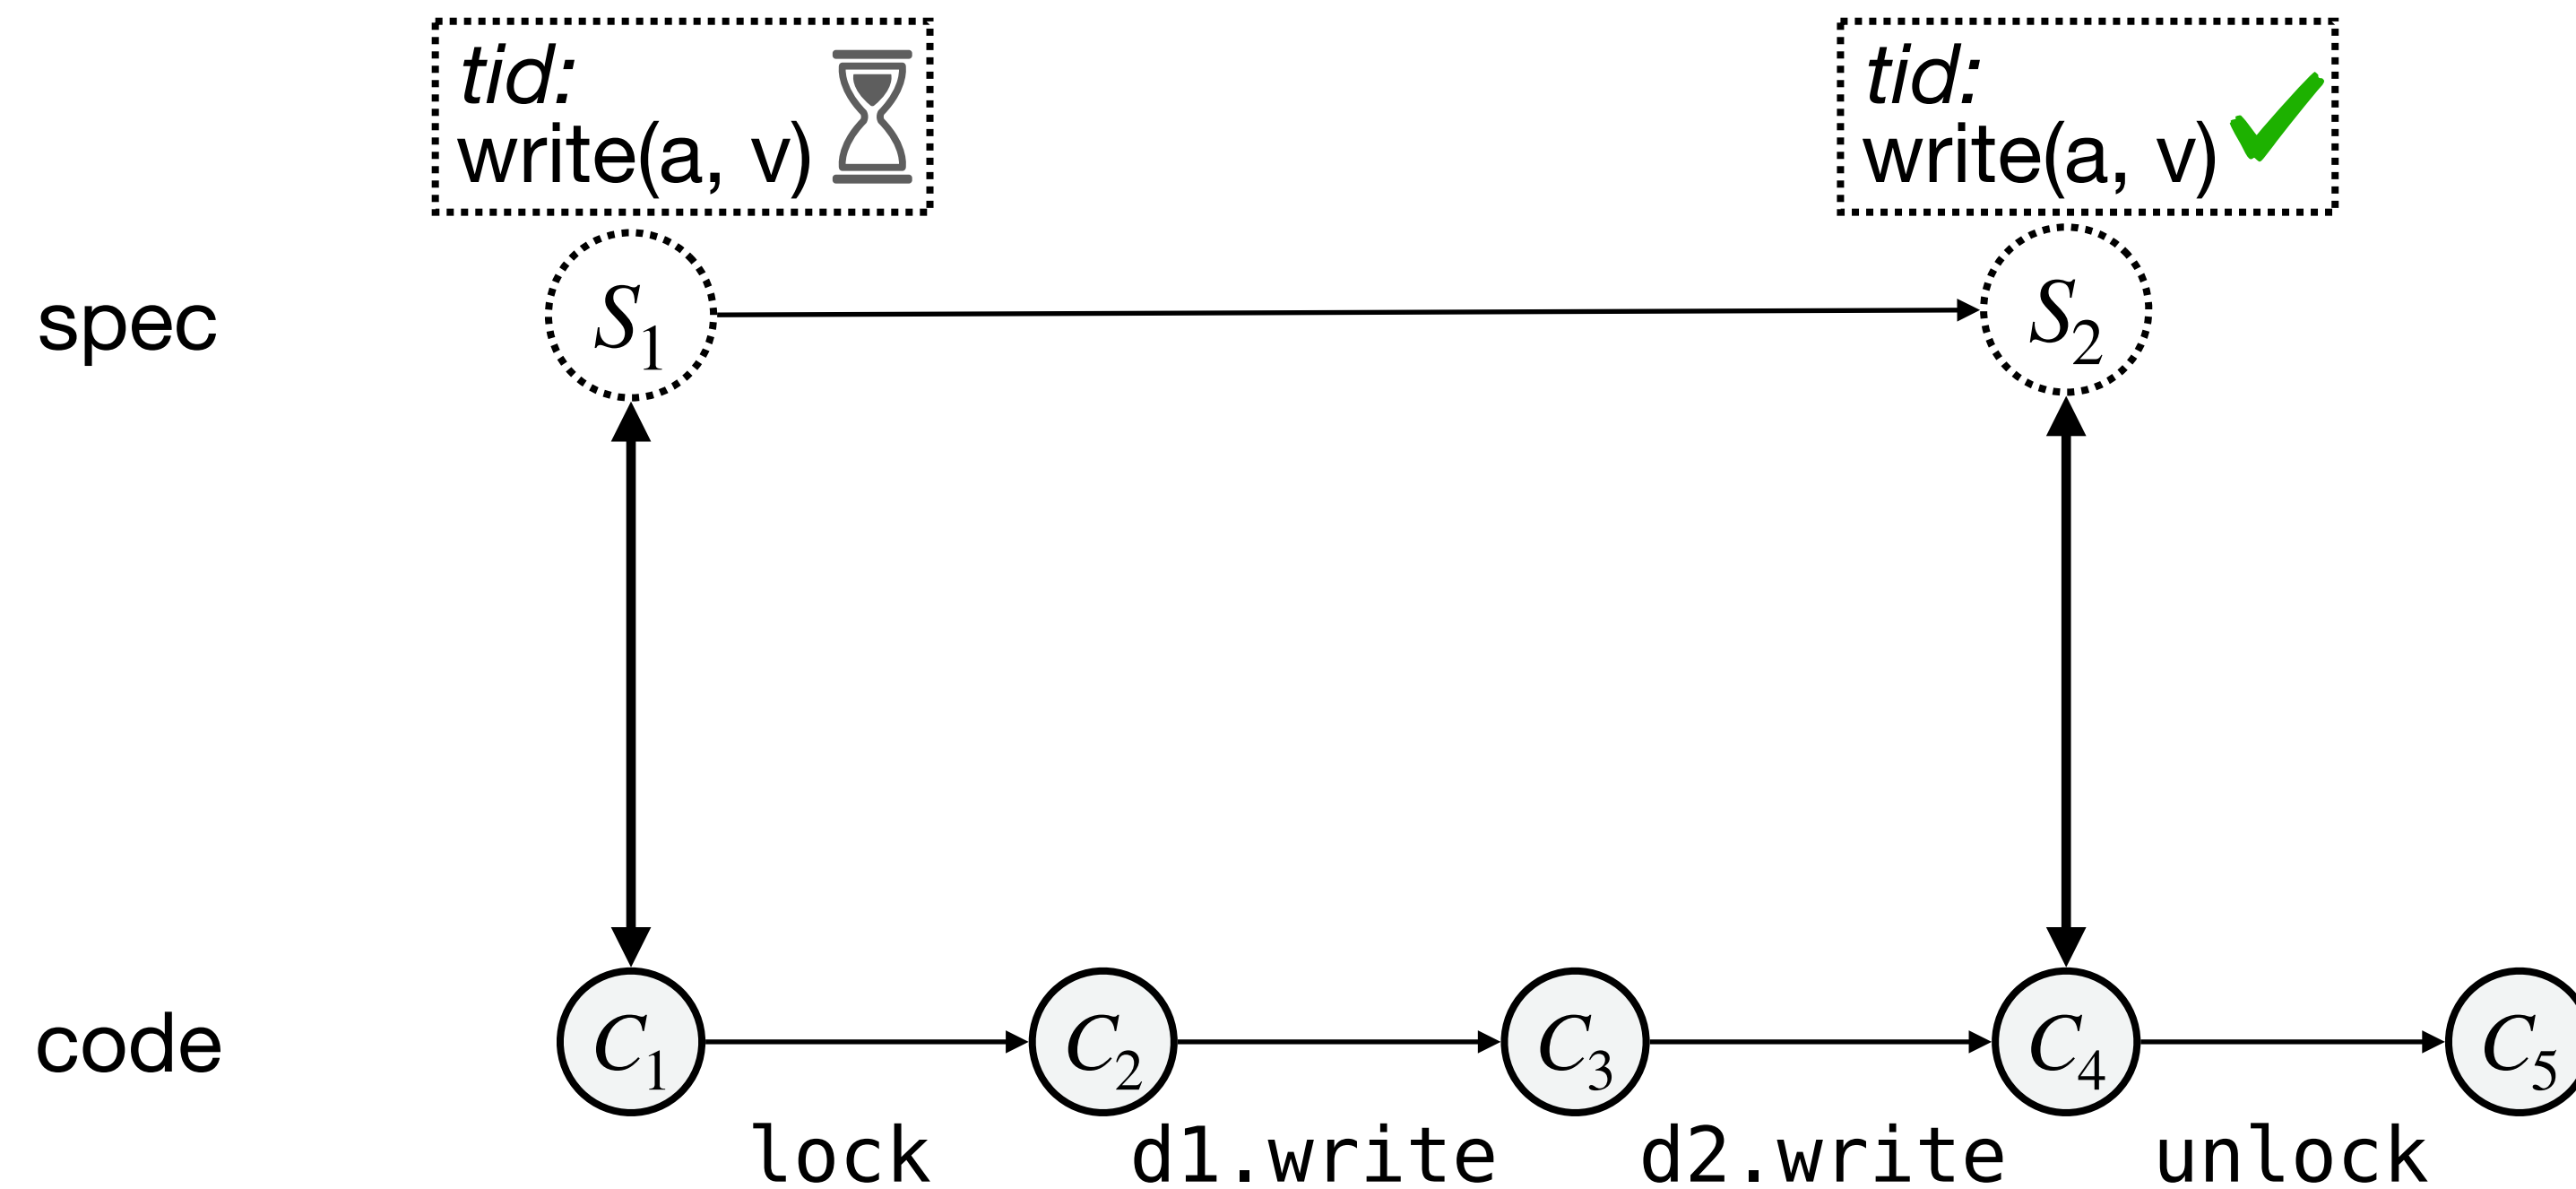 tid:
write(a, v)
tid:
write(a, v)
spec
S1
S2
code
C1
C2
C3
C4
C5
lock
d1.write
d2.write
unlock